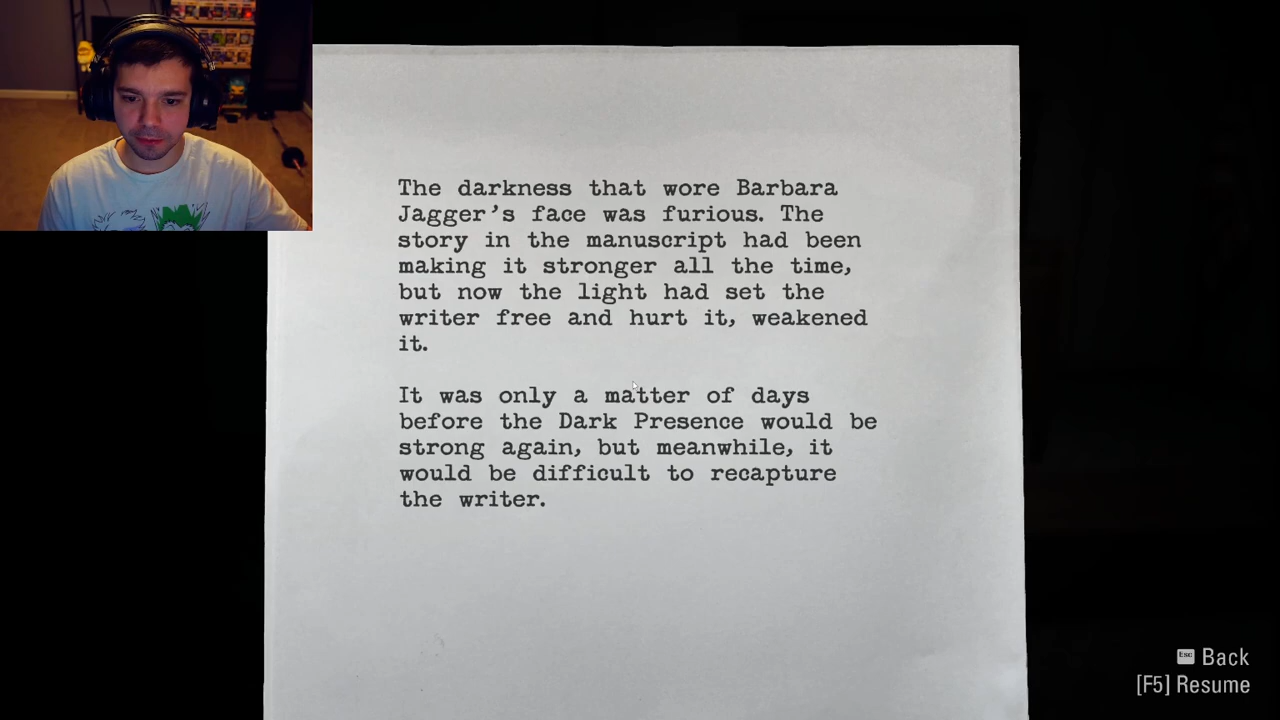 The darkness that wore Barbara
Jagger's face was furious. The
story in the manuscript had been
making it stronger all the time,
but now the light had set the
writer free and hurt it, weakened
it.
It was only a matter of days
before the Dark Presence would be
strong again, but meanwhile, it
would be difficult to recapture
the writer.
Esc Back
[F5] Resume